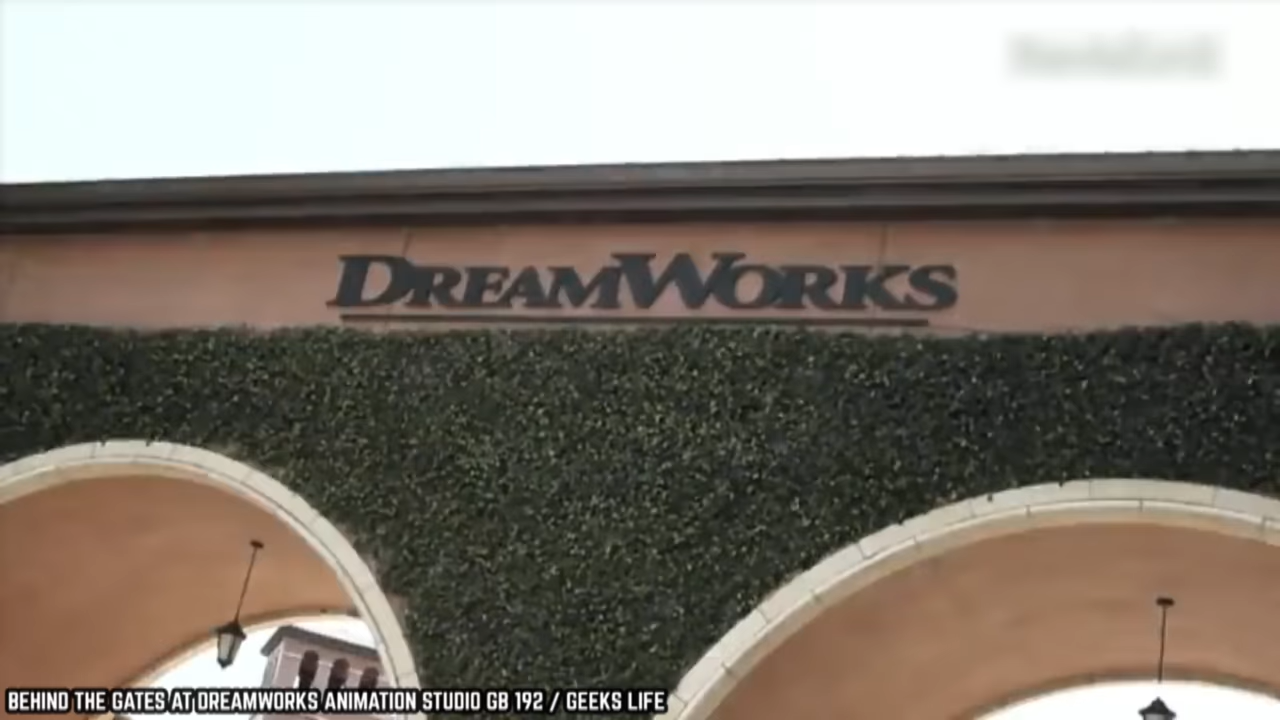 DREAMWORKS
BEHIND THE GATES AT DREAMWORKS ANIMATION STUDIO GB 192 / GEEKS LIFE